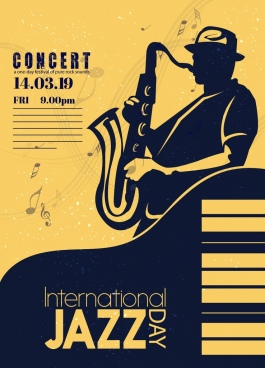 CONCERT
a one day festival of pure rock sounds
14.03.19
FRI 9.00pm
International
JAZZ DAY